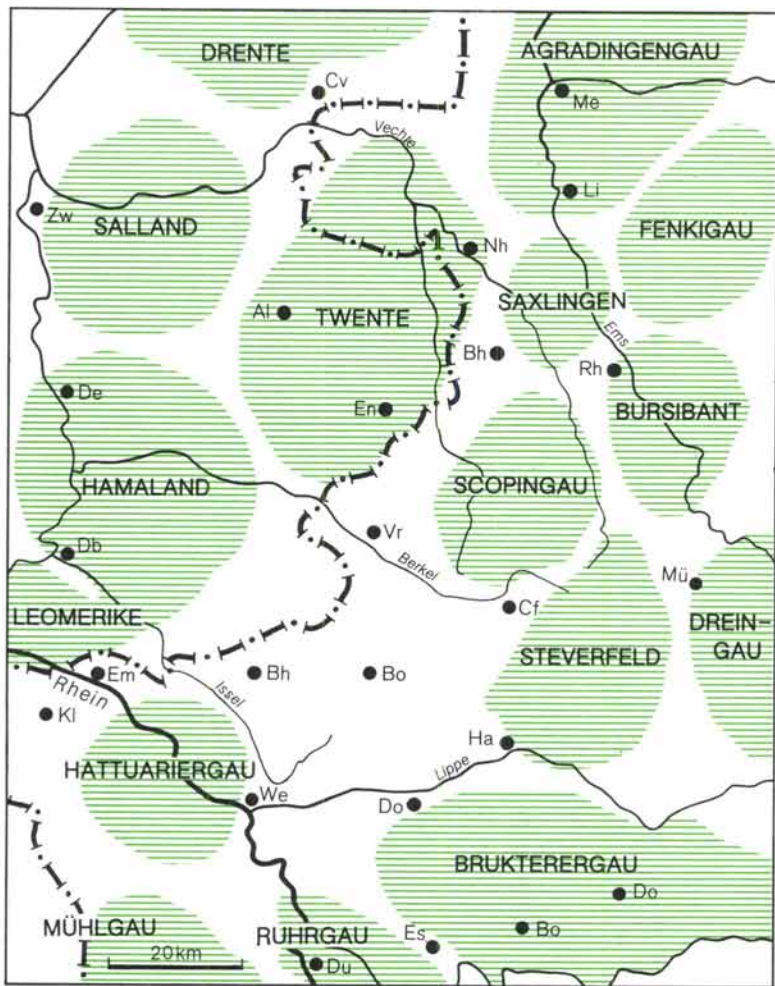 DRENTE
AGRADINGENGAU
Cv
Me
Vechte
Li
Zw
SALLAND
FENKIGAU
Nh
SAXLINGEN
Al
TWENTE
Ems
Bh
Rh
De
En
BURSIBANT
HAMALAND
SCOPINGAU
Vr
Berkel
Db
Mü
Cf
LEOMERIKE
DREIN-
GAU
STEVERFELD
Em
Bh
Bo
Rhein
Issel
Kl
Ha
HATTUARIERGAU
Lippe
We
Do
BRUKTERERGAU
Do
MÜHLGAU
RUHRGAU
Es
Bo
20km
Du